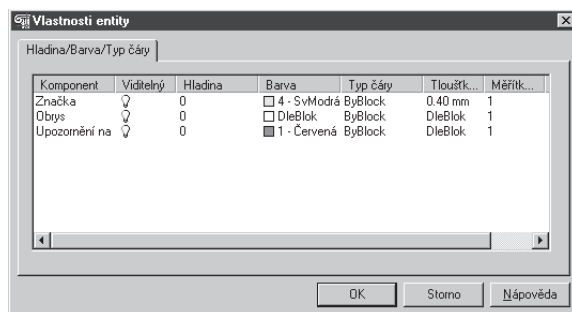 Vlastnosti entity
Hladina/Barva/Typ čáry
Komponent Viditelný Hladina Barva Typ čáry Tloušťk... Měřítk...
Značka 0 4 - SvModrá ByBlock 0.40 mm 1
Obrys 0 DleBlok ByBlock DleBlok 1
Upozornění na 0 1 - Červená ByBlock DleBlok 1
OK Storno Nápověda